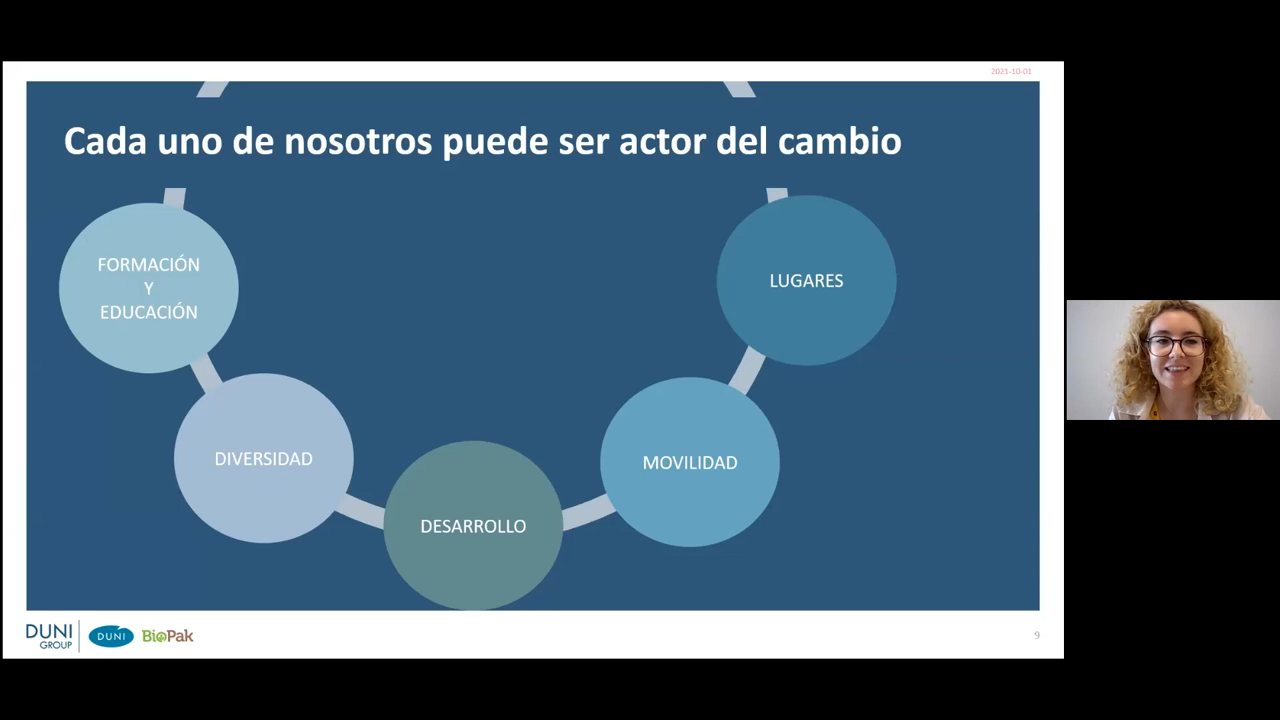 2021-10-01
Cada uno de nosotros puede ser actor del cambio
FORMACIÓN
Y
EDUCACIÓN
LUGARES
DIVERSIDAD
MOVILIDAD
DESARROLLO
DUNI
GROUP
DUNI
BioPak
9